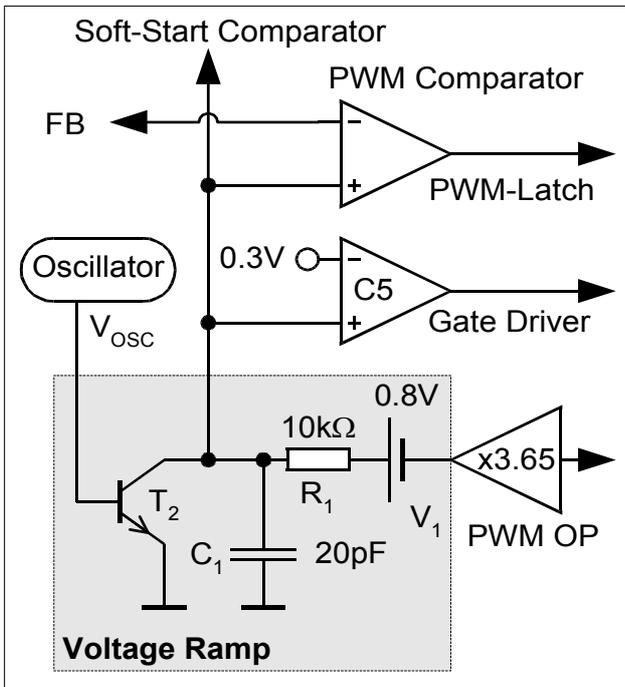 Soft-Start Comparator
PWM Comparator
FB
−
+
PWM-Latch
Oscillator
0.3V
−
C5
+
Gate Driver
VOSC
0.8V
10kΩ
x3.65
R1
V1
PWM OP
T2
C1
20pF
Voltage Ramp